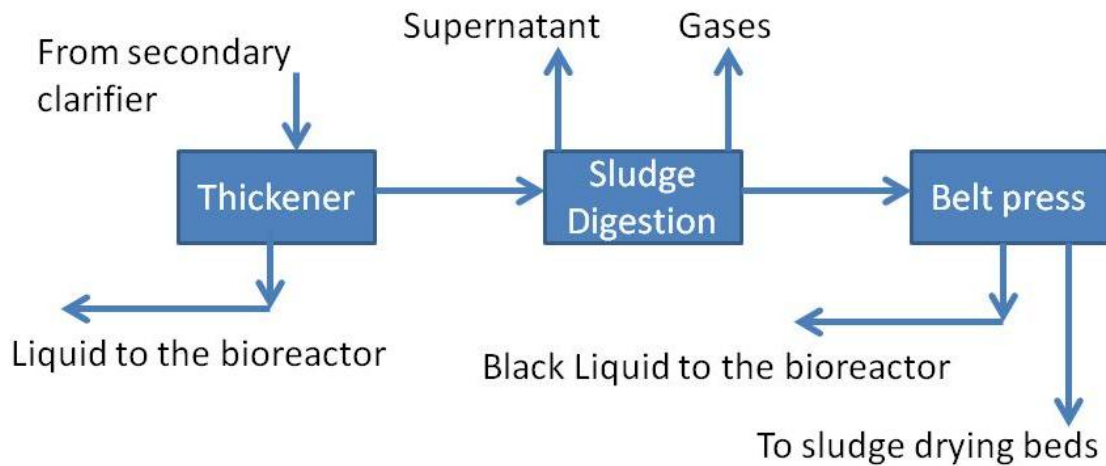 Supernatant
Gases
From secondary
clarifier
Thickener
Sludge
Digestion
Belt press
Liquid to the bioreactor
Black Liquid to the bioreactor
To sludge drying beds